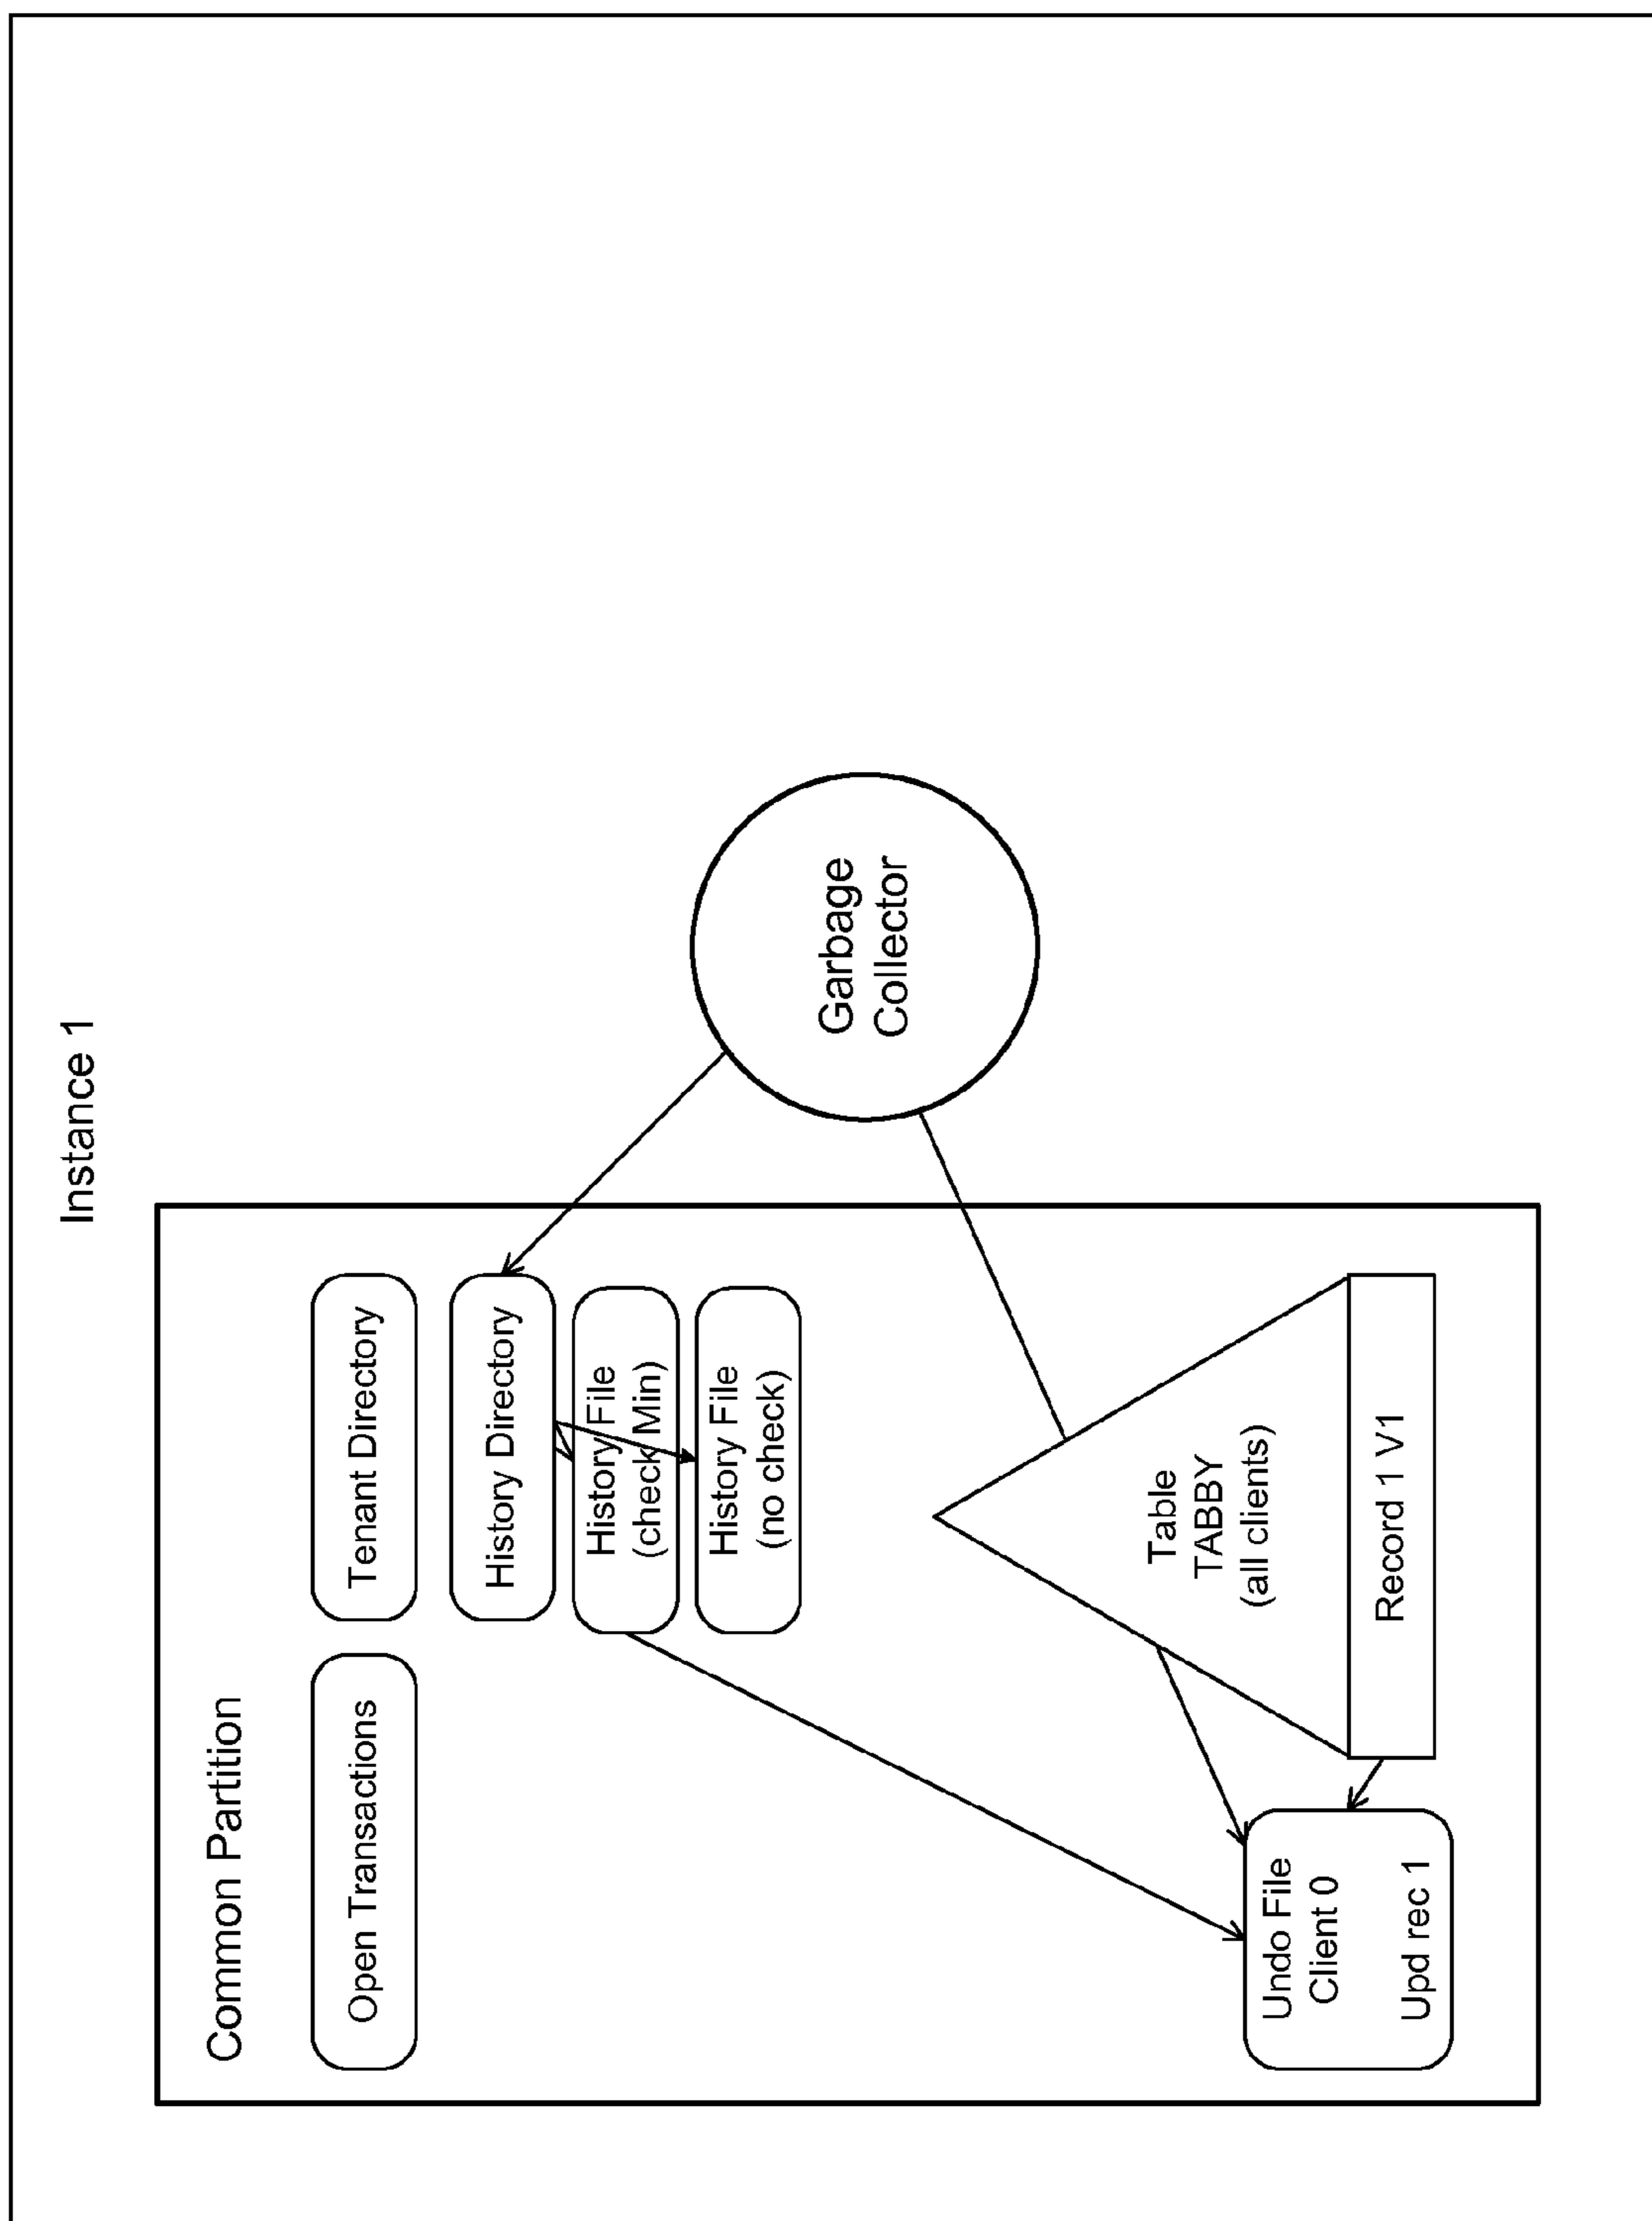 Instance 1
Common Partition
Open Transactions
Tenant Directory
History Directory
History File
(check Min)
History File
(no check)
Garbage
Collector
Table
TABBY
(all clients)
Record 1 V1
Undo File
Client 0
Upd rec 1